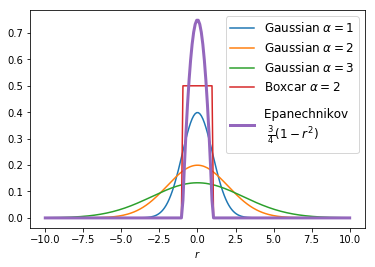 0.7
0.6
0.5
0.4
0.3
0.2
0.1
0.0
−10.0 −7.5 −5.0 −2.5 0.0 2.5 5.0 7.5 10.0
r
Gaussian α = 1
Gaussian α = 2
Gaussian α = 3
Boxcar α = 2
Epanechnikov
3/4(1 − r²)